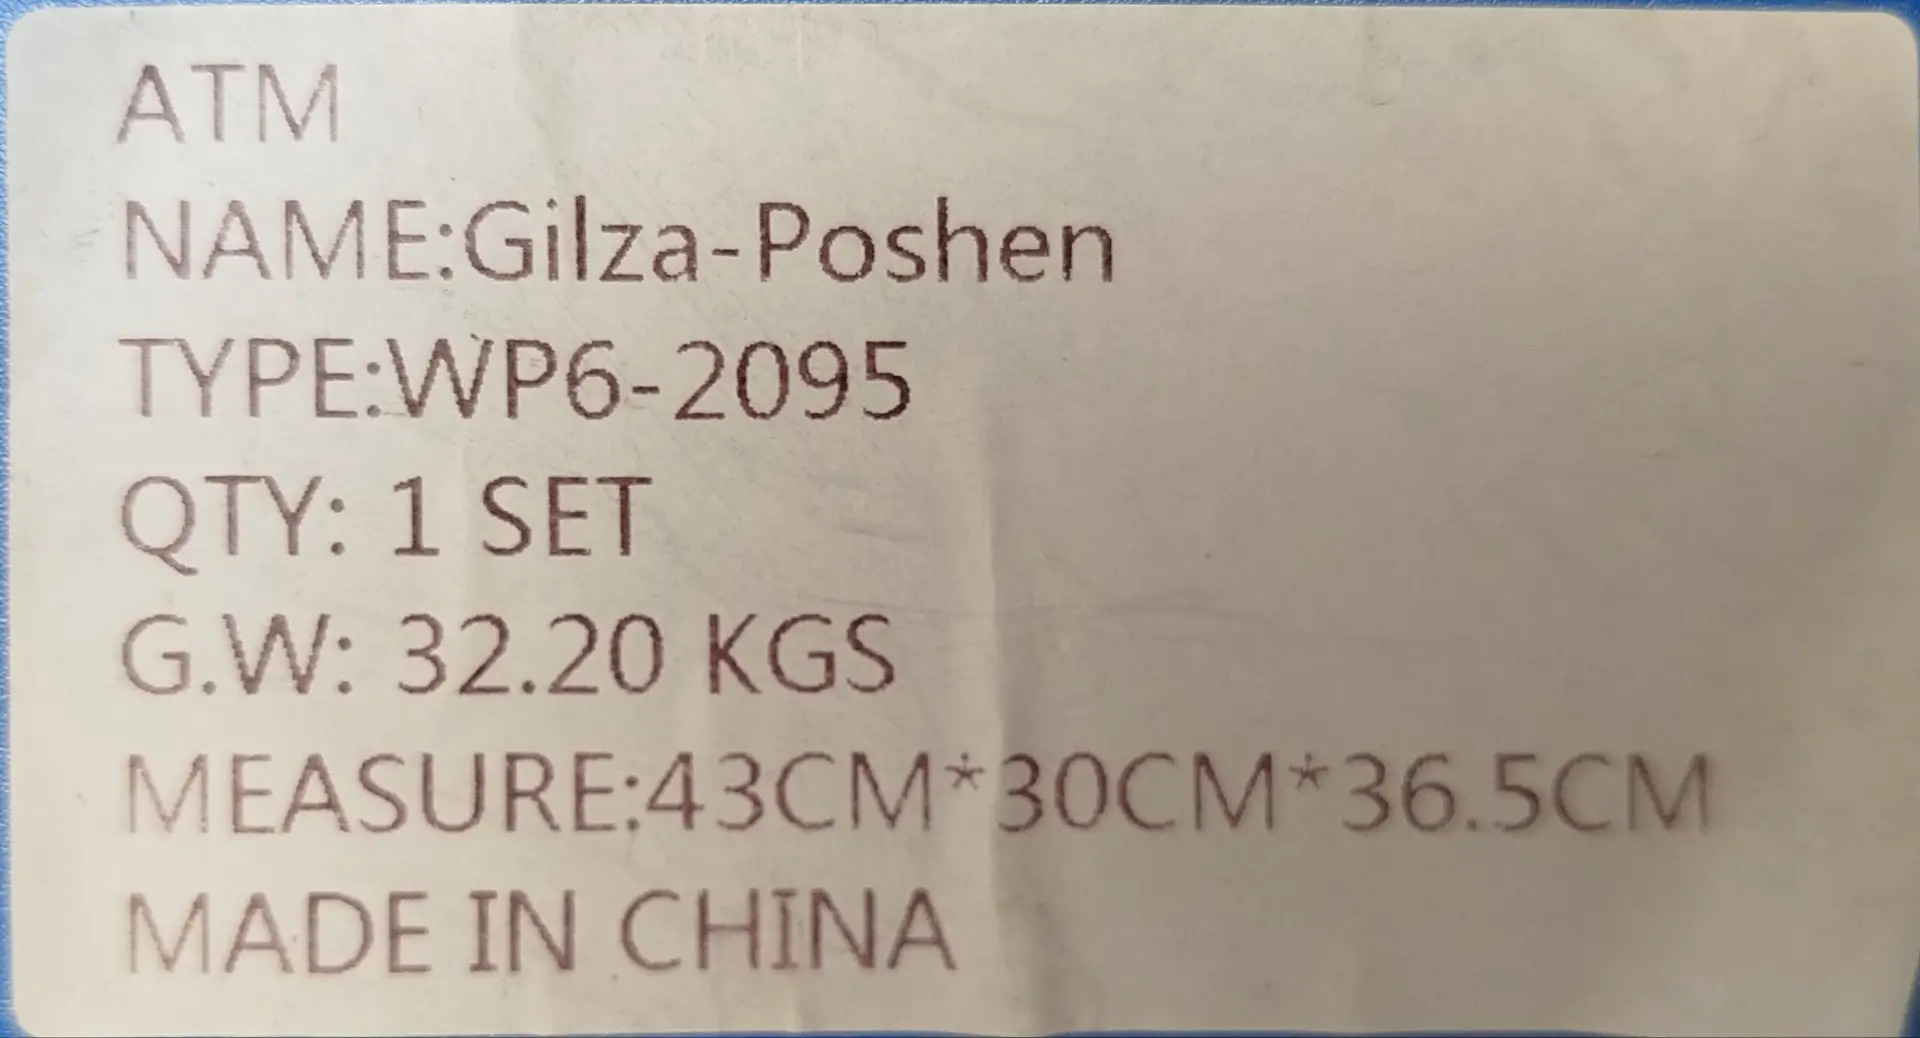 ATM
NAME:Gilza-Poshen
TYPE:WP6-2095
QTY: 1 SET
G.W: 32.20 KGS
MEASURE:43CM*30CM*36.5CM
MADE IN CHINA